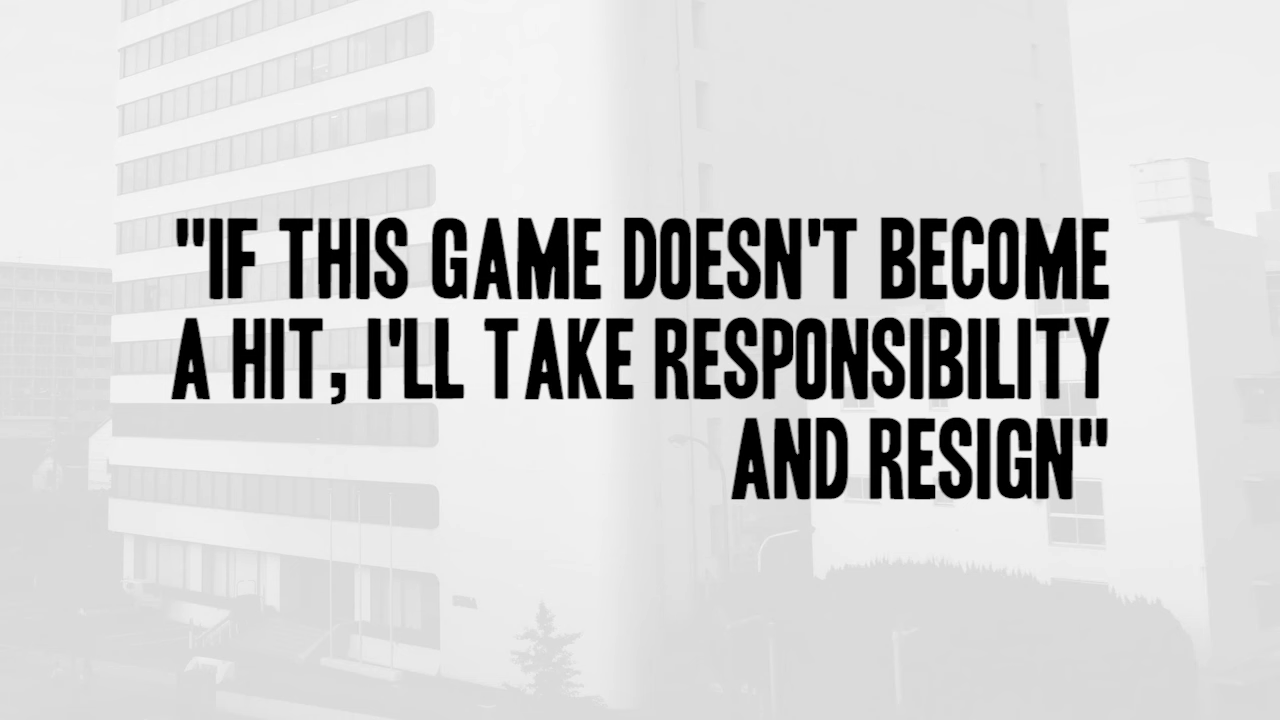 "IF THIS GAME DOESN'T BECOME
A HIT, I'LL TAKE RESPONSIBILITY
AND RESIGN"